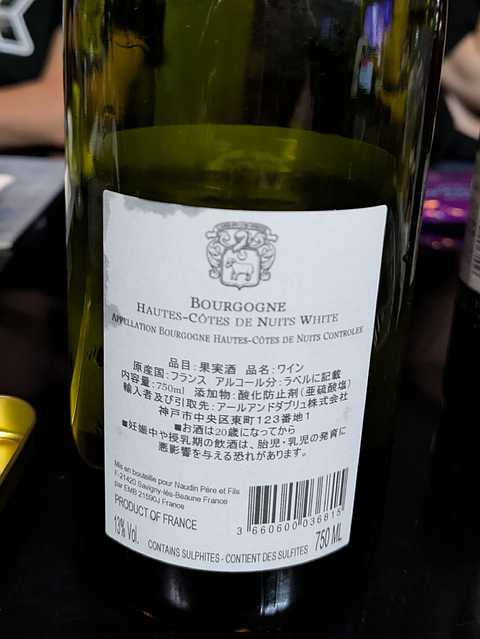 BOURGOGNE
HAUTES-CÔTES DE NUITS WHITE
APPELLATION BOURGOGNE HAUTES-CÔTES DE NUITS CONTROLEE
品目:果実酒 品名:ワイン
原産国:フランス アルコール分:ラベルに記載
内容量:750ml 添加物:酸化防止剤(亜硫酸塩)
輸入者及び引取先:アールアンドダブリュ株式会社
神戸市中央区東町123番地1
■お酒は20歳になってから
■妊娠中や授乳期の飲酒は、胎児・乳児の発育に
悪影響を与える恐れがあります。
Mis en bouteille pour Naudin Père et Fils
F-21420 Savigny-lès-Beaune France
par EMB 21590J France
PRODUCT OF FRANCE
13% Vol.
3 660600 036815
CONTAINS SULPHITES - CONTIENT DES SULFITES
750 ML